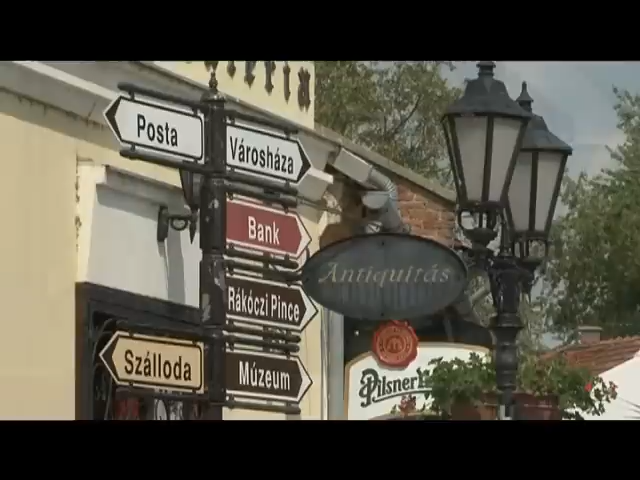 Posta
Városháza
Bank
Antiquitás
Rákóczi Pince
Szálloda
Múzeum
Pilsner